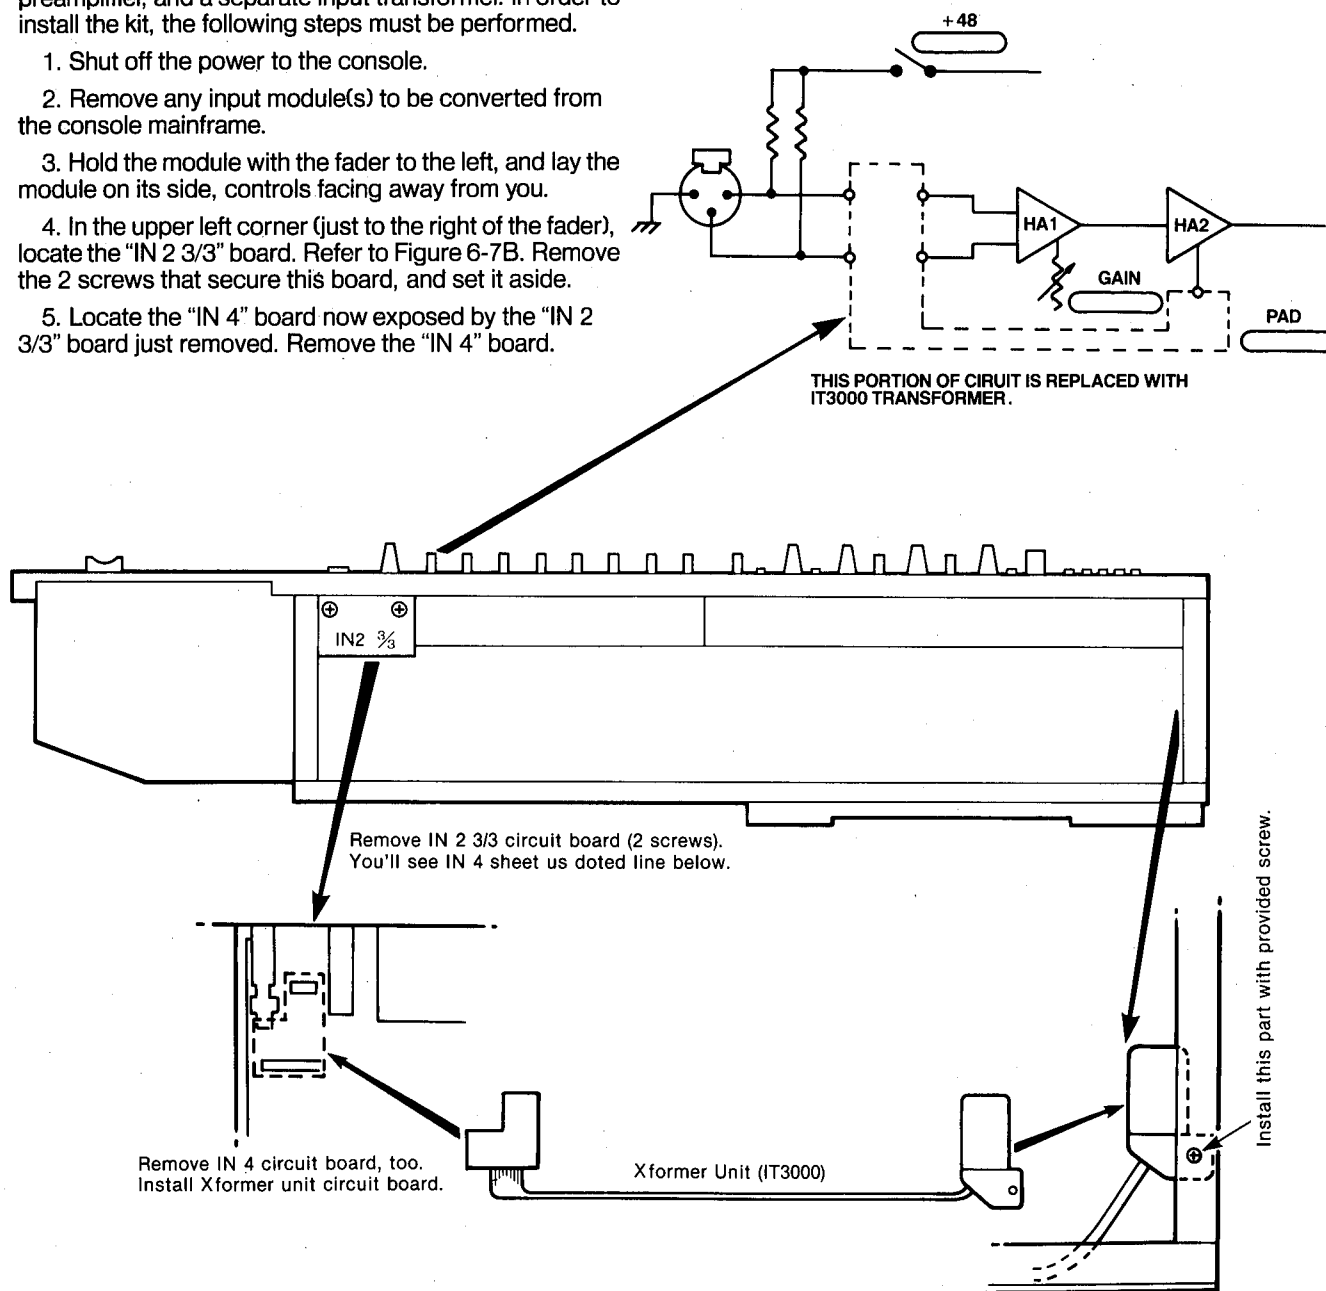 preamplifier, and a separate input transformer. In order to
install the kit, the following steps must be performed.
1. Shut off the power to the console.
2. Remove any input module(s) to be converted from
the console mainframe.
3. Hold the module with the fader to the left, and lay the
module on its side, controls facing away from you.
4. In the upper left corner (just to the right of the fader),
locate the “IN 2 3/3” board. Refer to Figure 6-7B. Remove
the 2 screws that secure this board, and set it aside.
5. Locate the “IN 4” board now exposed by the “IN 2
3/3” board just removed. Remove the “IN 4” board.
+48
HA1
HA2
GAIN
PAD
THIS PORTION OF CIRUIT IS REPLACED WITH
IT3000 TRANSFORMER.
IN2 3/3
Remove IN 2 3/3 circuit board (2 screws).
You'll see IN 4 sheet us doted line below.
Remove IN 4 circuit board, too.
Install Xformer unit circuit board.
Xformer Unit (IT3000)
Install this part with provided screw.